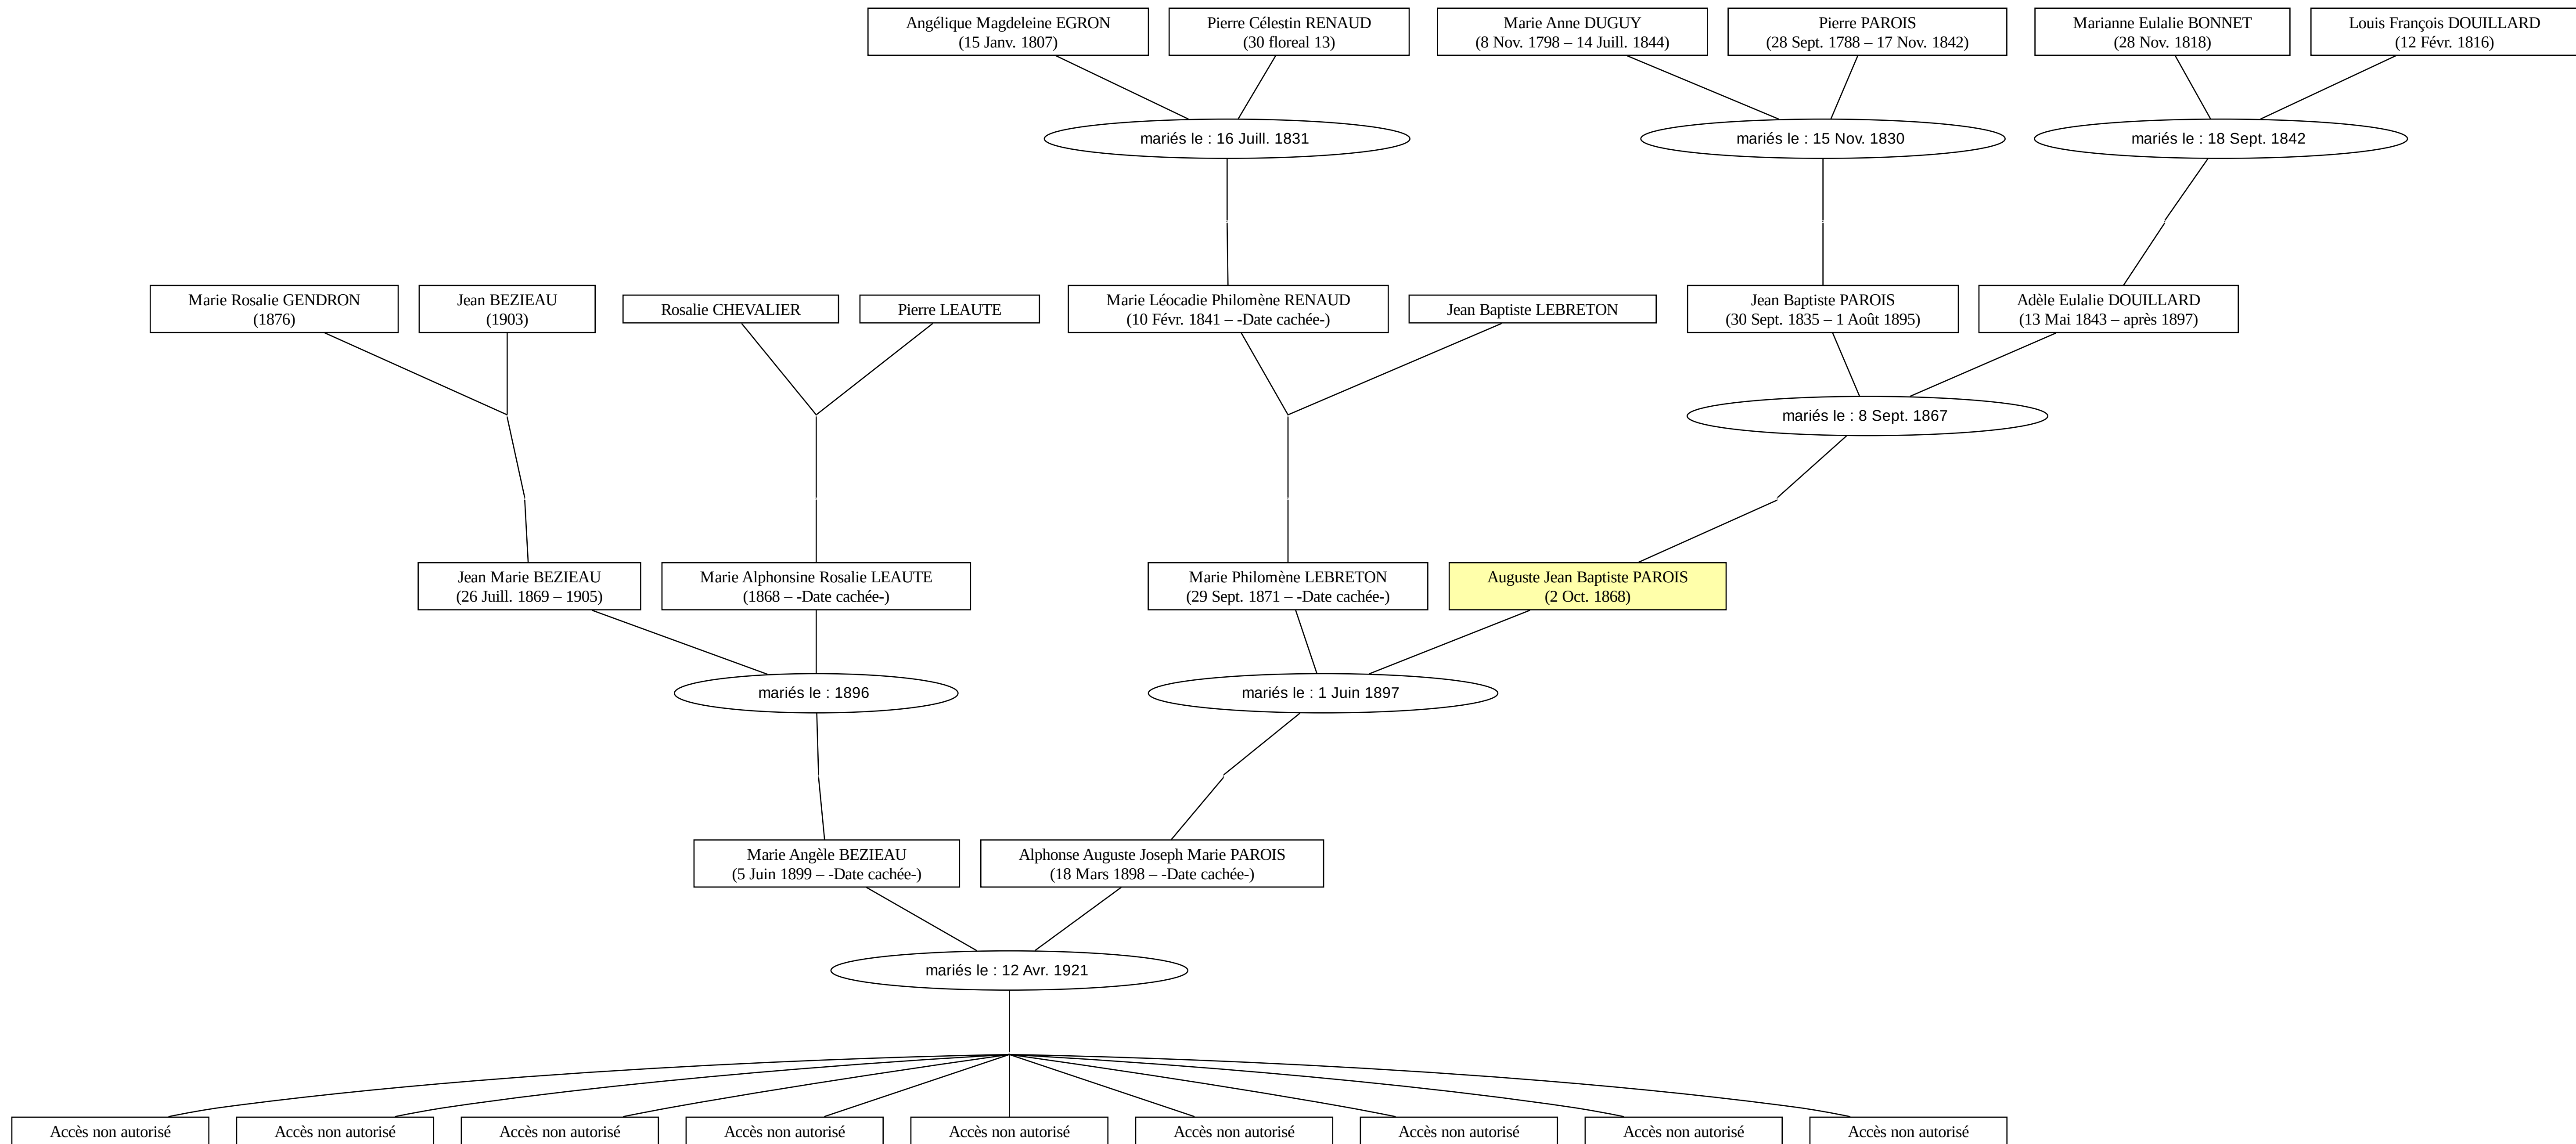 Angélique Magdeleine EGRON
(15 Janv. 1807)
Pierre Célestin RENAUD
(30 floreal 13)
Marie Anne DUGUY
(8 Nov. 1798 – 14 Juill. 1844)
Pierre PAROIS
(28 Sept. 1788 – 17 Nov. 1842)
Marianne Eulalie BONNET
(28 Nov. 1818)
Louis François DOUILLARD
(12 Févr. 1816)
mariés le : 16 Juill. 1831
mariés le : 15 Nov. 1830
mariés le : 18 Sept. 1842
Marie Rosalie GENDRON
(1876)
Jean BEZIEAU
(1903)
Rosalie CHEVALIER
Pierre LEAUTE
Marie Léocadie Philomène RENAUD
(10 Févr. 1841 – -Date cachée-)
Jean Baptiste LEBRETON
Jean Baptiste PAROIS
(30 Sept. 1835 – 1 Août 1895)
Adèle Eulalie DOUILLARD
(13 Mai 1843 – après 1897)
mariés le : 8 Sept. 1867
Jean Marie BEZIEAU
(26 Juill. 1869 – 1905)
Marie Alphonsine Rosalie LEAUTE
(1868 – -Date cachée-)
Marie Philomène LEBRETON
(29 Sept. 1871 – -Date cachée-)
Auguste Jean Baptiste PAROIS
(2 Oct. 1868)
mariés le : 1896
mariés le : 1 Juin 1897
Marie Angèle BEZIEAU
(5 Juin 1899 – -Date cachée-)
Alphonse Auguste Joseph Marie PAROIS
(18 Mars 1898 – -Date cachée-)
mariés le : 12 Avr. 1921
Accès non autorisé
Accès non autorisé
Accès non autorisé
Accès non autorisé
Accès non autorisé
Accès non autorisé
Accès non autorisé
Accès non autorisé
Accès non autorisé